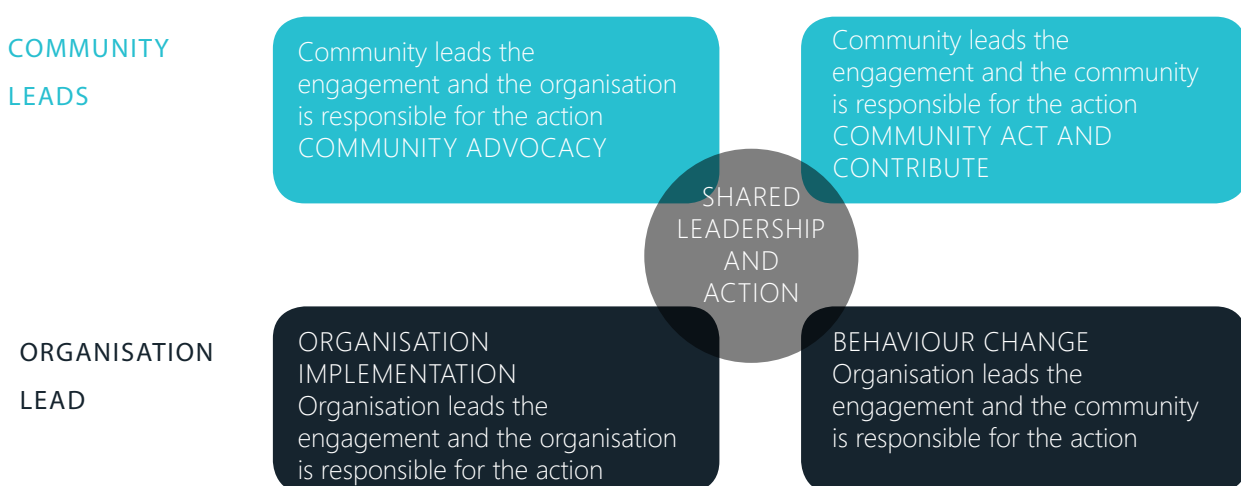 COMMUNITY
LEADS
Community leads the
engagement and the organisation
is responsible for the action
COMMUNITY ADVOCACY
Community leads the
engagement and the community
is responsible for the action
COMMUNITY ACT AND
CONTRIBUTE
SHARED
LEADERSHIP
AND
ACTION
ORGANISATION
LEAD
ORGANISATION
IMPLEMENTATION
Organisation leads the
engagement and the organisation
is responsible for the action
BEHAVIOUR CHANGE
Organisation leads the
engagement and the community
is responsible for the action